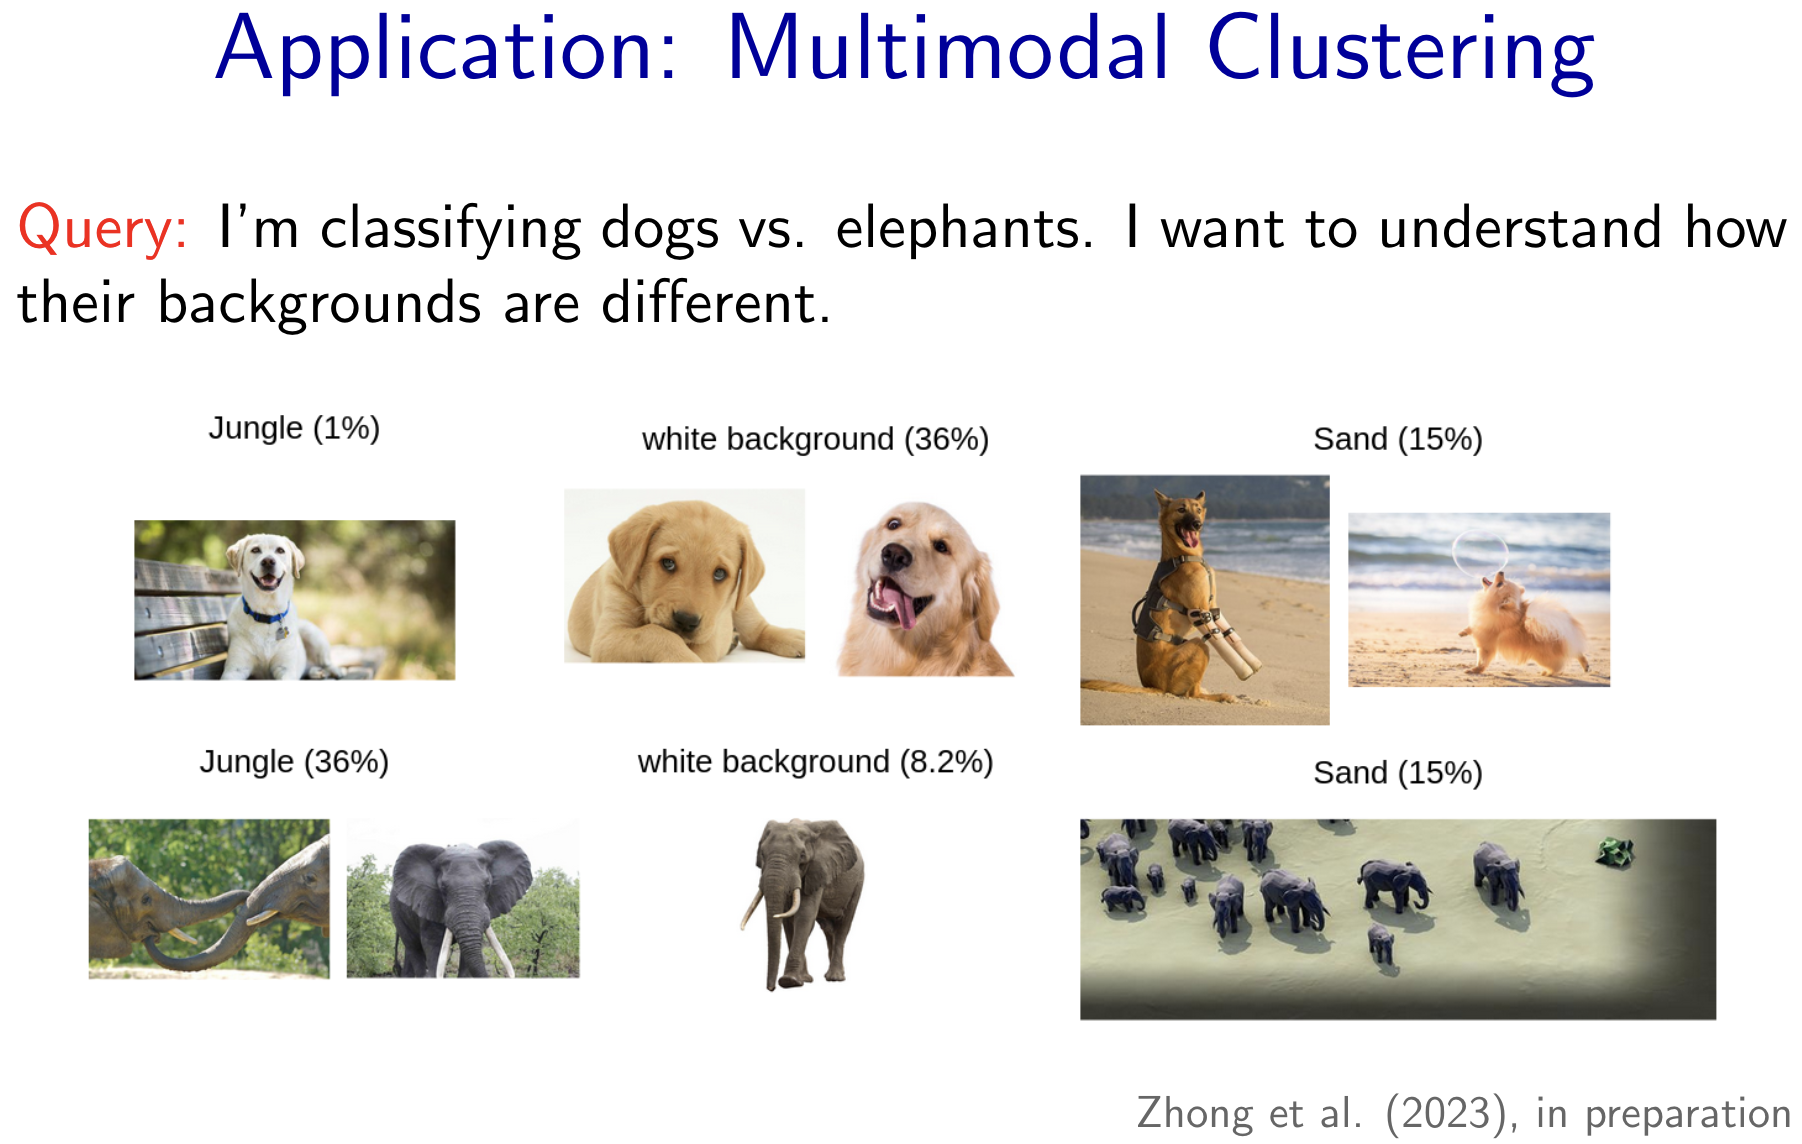 Application: Multimodal Clustering
Query: I'm classifying dogs vs. elephants. I want to understand how
their backgrounds are different.
Jungle (1%)
white background (36%)
Sand (15%)
Jungle (36%)
white background (8.2%)
Sand (15%)
Zhong et al. (2023), in preparation